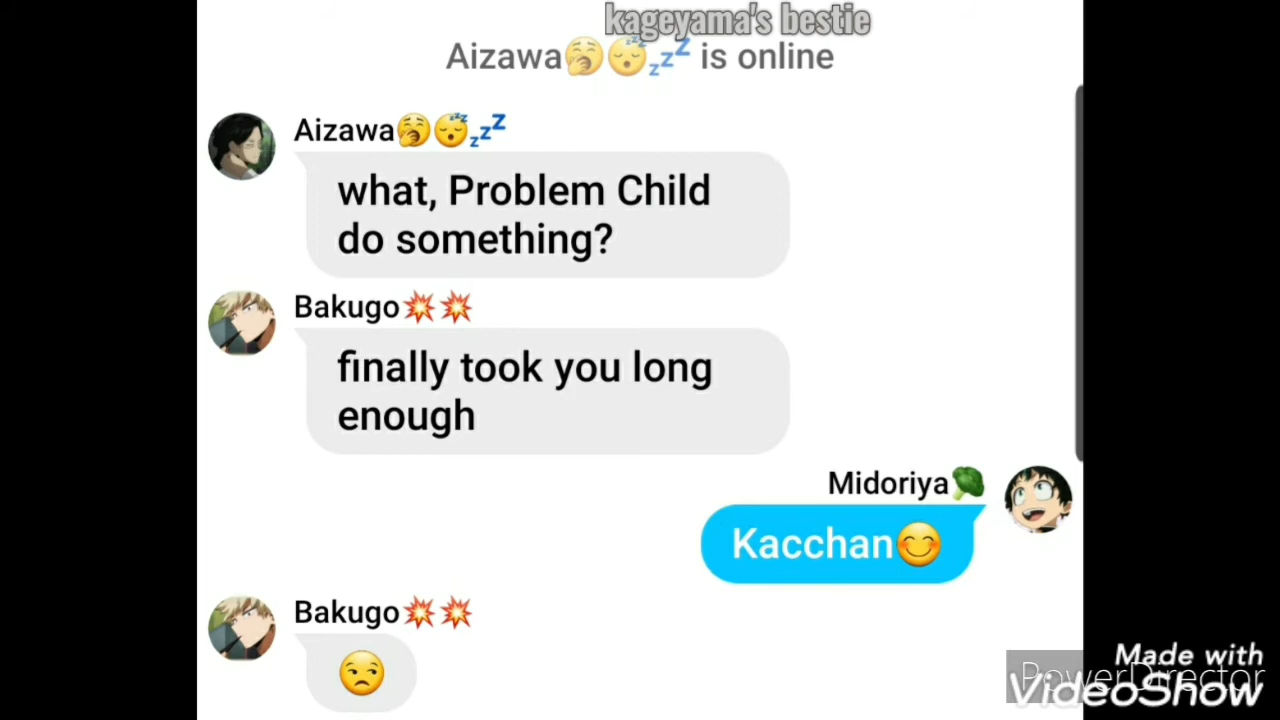 kageyama's bestie
Aizawa🥱😴💤 is online
Aizawa🥱😴💤
what, Problem Child
do something?
Bakugo💥💥
finally took you long
enough
Midoriya🥦
Kacchan😊
Bakugo💥💥
😒
Made with
PowerDirector
VideoShow